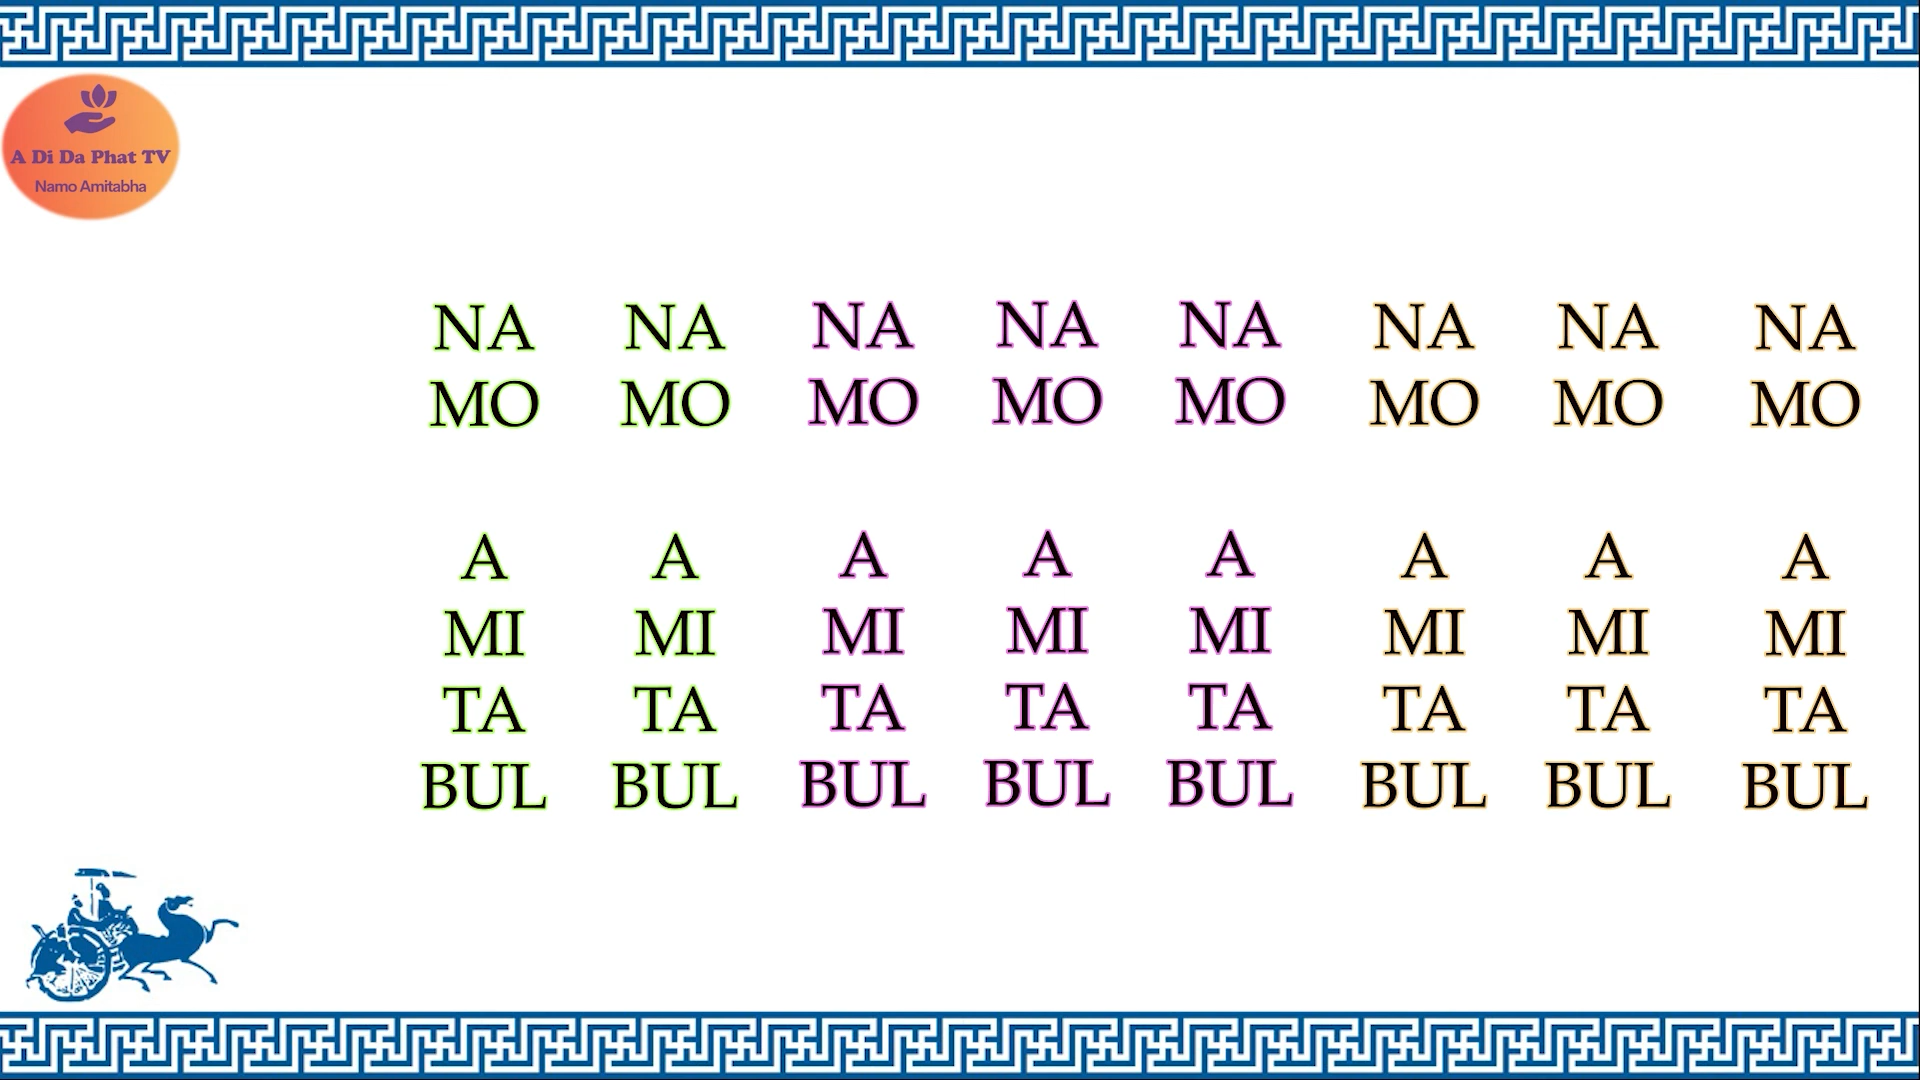 A Di Da Phat TV
Namo Amitabha
NA NA NA NA NA NA NA NA
MO MO MO MO MO MO MO MO
A A A A A A A A
MI MI MI MI MI MI MI MI
TA TA TA TA TA TA TA TA
BUL BUL BUL BUL BUL BUL BUL BUL